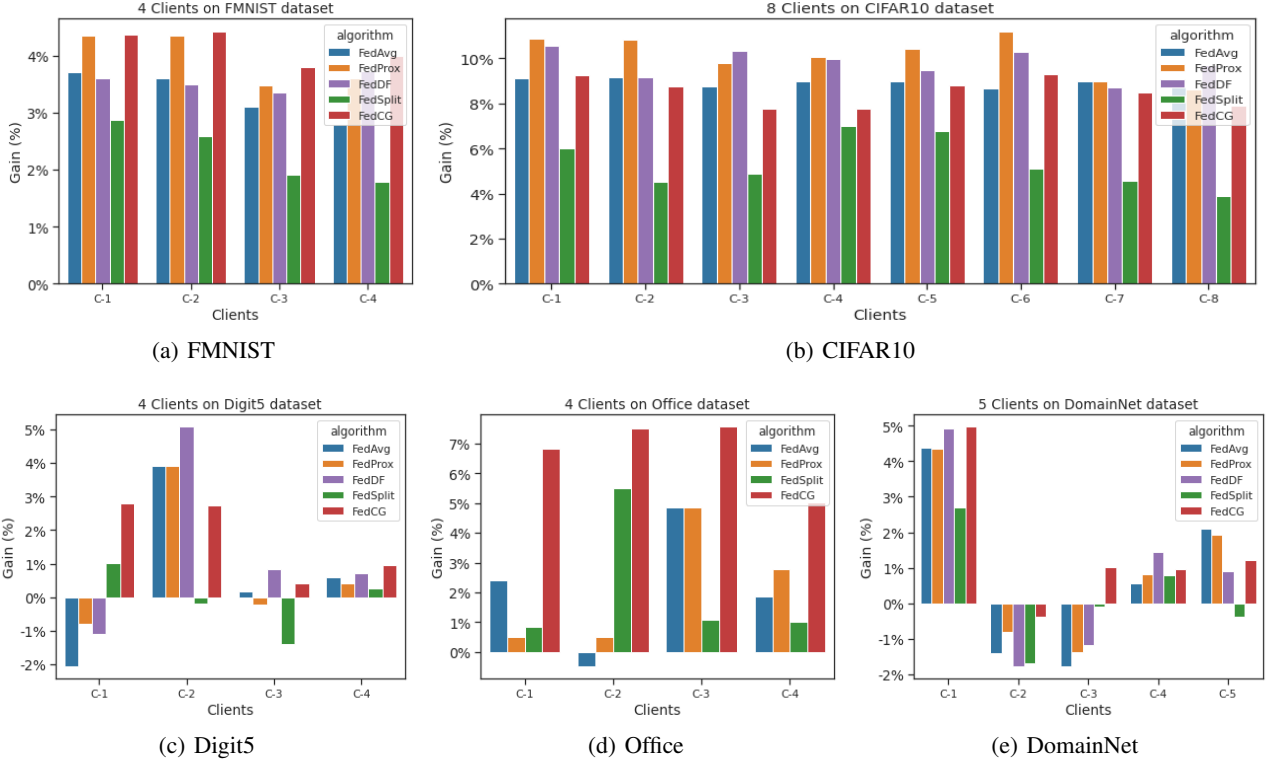 4 Clients on FMNIST dataset
Gain (%)
4%
3%
2%
1%
0%
algorithm
FedAvg
FedProx
FedDF
FedSplit
FedCG
C-1 C-2 C-3 C-4
Clients
(a) FMNIST
8 Clients on CIFAR10 dataset
Gain (%)
10%
8%
6%
4%
2%
0%
algorithm
FedAvg
FedProx
FedDF
FedSplit
FedCG
C-1 C-2 C-3 C-4 C-5 C-6 C-7 C-8
Clients
(b) CIFAR10
4 Clients on Digit5 dataset
Gain (%)
5%
4%
3%
2%
1%
0%
-1%
-2%
algorithm
FedAvg
FedProx
FedDF
FedSplit
FedCG
C-1 C-2 C-3 C-4
Clients
(c) Digit5
4 Clients on Office dataset
Gain (%)
7%
6%
5%
4%
3%
2%
1%
0%
algorithm
FedAvg
FedProx
FedSplit
FedCG
C-1 C-2 C-3 C-4
Clients
(d) Office
5 Clients on DomainNet dataset
Gain (%)
5%
4%
3%
2%
1%
0%
-1%
-2%
algorithm
FedAvg
FedProx
FedDF
FedSplit
FedCG
C-1 C-2 C-3 C-4 C-5
Clients
(e) DomainNet